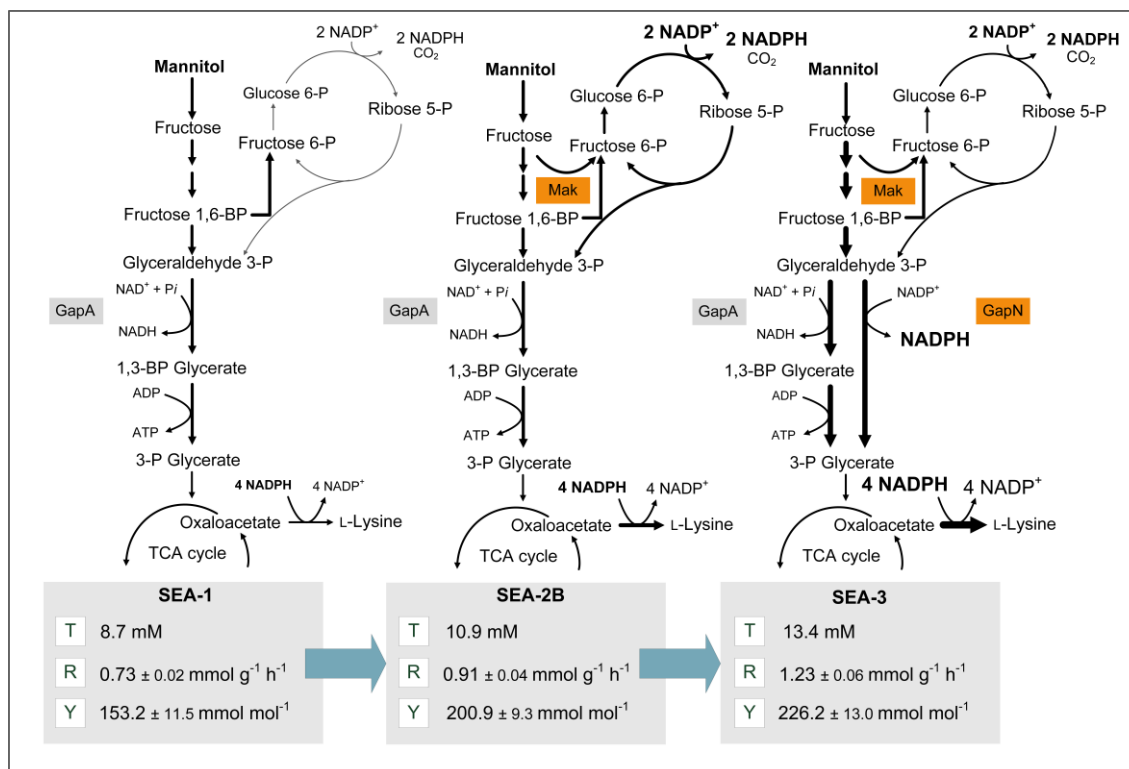 2 NADP+
2 NADPH
CO2
Mannitol
Glucose 6-P
Ribose 5-P
Fructose
Fructose 6-P
Fructose 1,6-BP
Glyceraldehyde 3-P
NAD+ + Pi
GapA
NADH
1,3-BP Glycerate
ADP
ATP
3-P Glycerate
4 NADPH
4 NADP+
Oxaloacetate
L-Lysine
TCA cycle
2 NADP+
2 NADPH
CO2
Mannitol
Glucose 6-P
Ribose 5-P
Fructose
Fructose 6-P
Mak
Fructose 1,6-BP
Glyceraldehyde 3-P
NAD+ + Pi
GapA
NADH
1,3-BP Glycerate
ADP
ATP
3-P Glycerate
4 NADPH
4 NADP+
Oxaloacetate
L-Lysine
TCA cycle
2 NADP+
2 NADPH
CO2
Mannitol
Glucose 6-P
Ribose 5-P
Fructose
Fructose 6-P
Mak
Fructose 1,6-BP
Glyceraldehyde 3-P
NAD+ + Pi
NADP+
GapA
GapN
NADH
NADPH
1,3-BP Glycerate
ADP
ATP
3-P Glycerate
4 NADPH
4 NADP+
Oxaloacetate
L-Lysine
TCA cycle
SEA-1
T 8.7 mM
R 0.73 ± 0.02 mmol g-1 h-1
Y 153.2 ± 11.5 mmol mol-1
SEA-2B
T 10.9 mM
R 0.91 ± 0.04 mmol g-1 h-1
Y 200.9 ± 9.3 mmol mol-1
SEA-3
T 13.4 mM
R 1.23 ± 0.06 mmol g-1 h-1
Y 226.2 ± 13.0 mmol mol-1